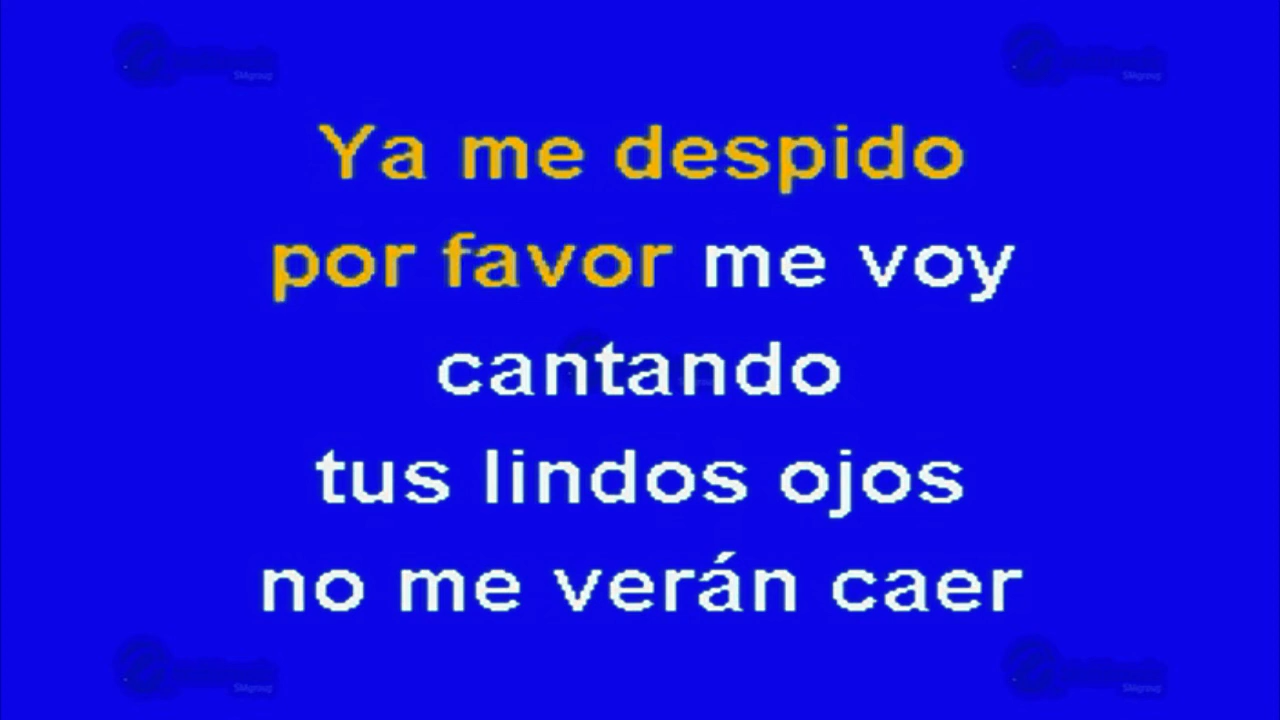 Ya me despido
por favor me voy
cantando
tus lindos ojos
no me verán caer